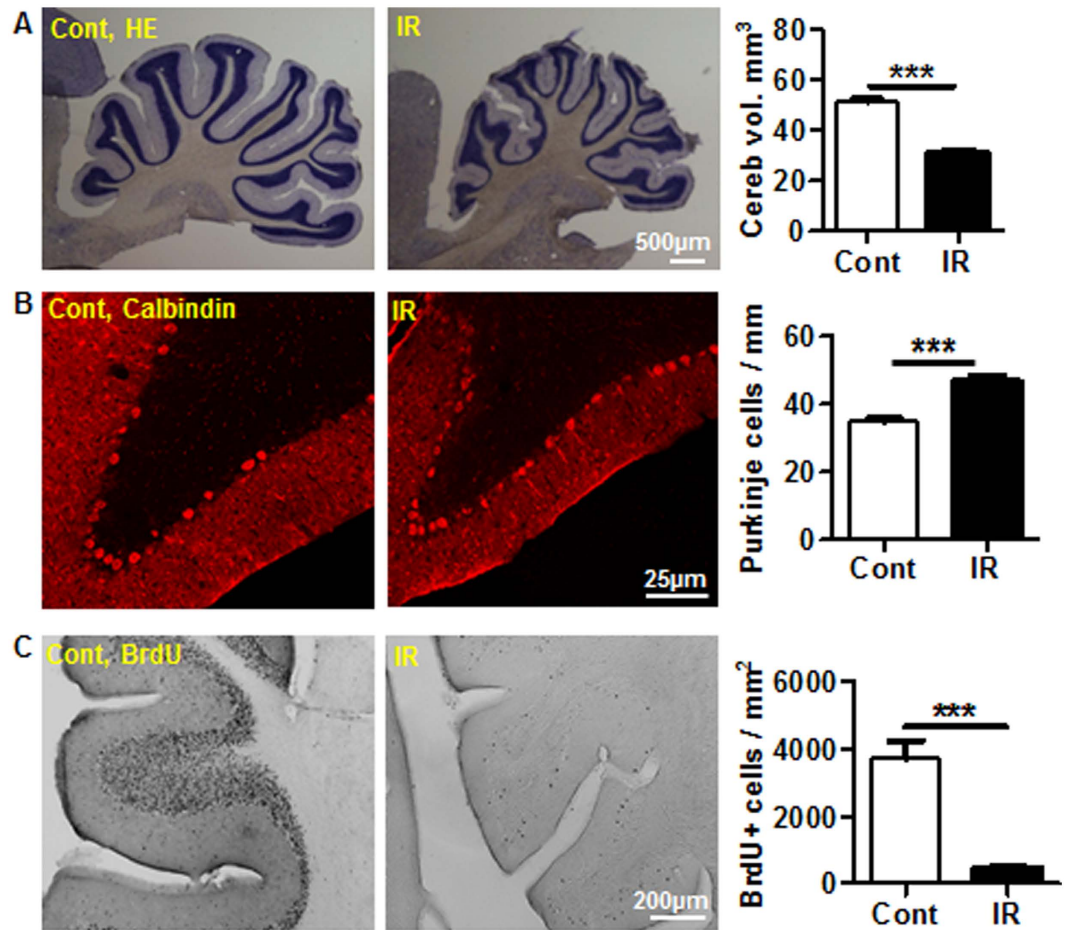 A
Cont, HE
IR
500µm
Cereb vol. mm³
80
60
40
20
0
***
Cont
IR
B
Cont, Calbindin
IR
25µm
Purkinje cells / mm
60
40
20
0
***
Cont
IR
C
Cont, BrdU
IR
200µm
BrdU+ cells / mm²
6000
4000
2000
0
***
Cont
IR